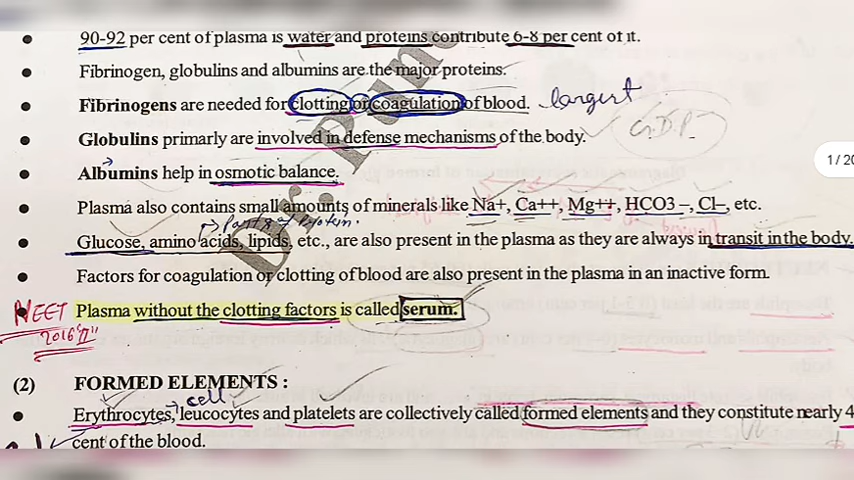 90-92 per cent of plasma is water and proteins contribute 6-8 per cent of it.
Fibrinogen, globulins and albumins are the major proteins.
Fibrinogens are needed for clotting or coagulation of blood. largest
Globulins primarily are involved in defense mechanisms of the body. G.D.P
Albumins help in osmotic balance.
1/20
Plasma also contains small amounts of minerals like Na+, Ca++, Mg++, HCO3 –, Cl–, etc.
Parts of Protein.
Glucose, amino acids, lipids, etc., are also present in the plasma as they are always in transit in the body.
Factors for coagulation or clotting of blood are also present in the plasma in an inactive form.
NEET Plasma without the clotting factors is called serum.
2016 "II"
(2) FORMED ELEMENTS :
cell
Erythrocytes, leucocytes and platelets are collectively called formed elements and they constitute nearly 4
cent of the blood.